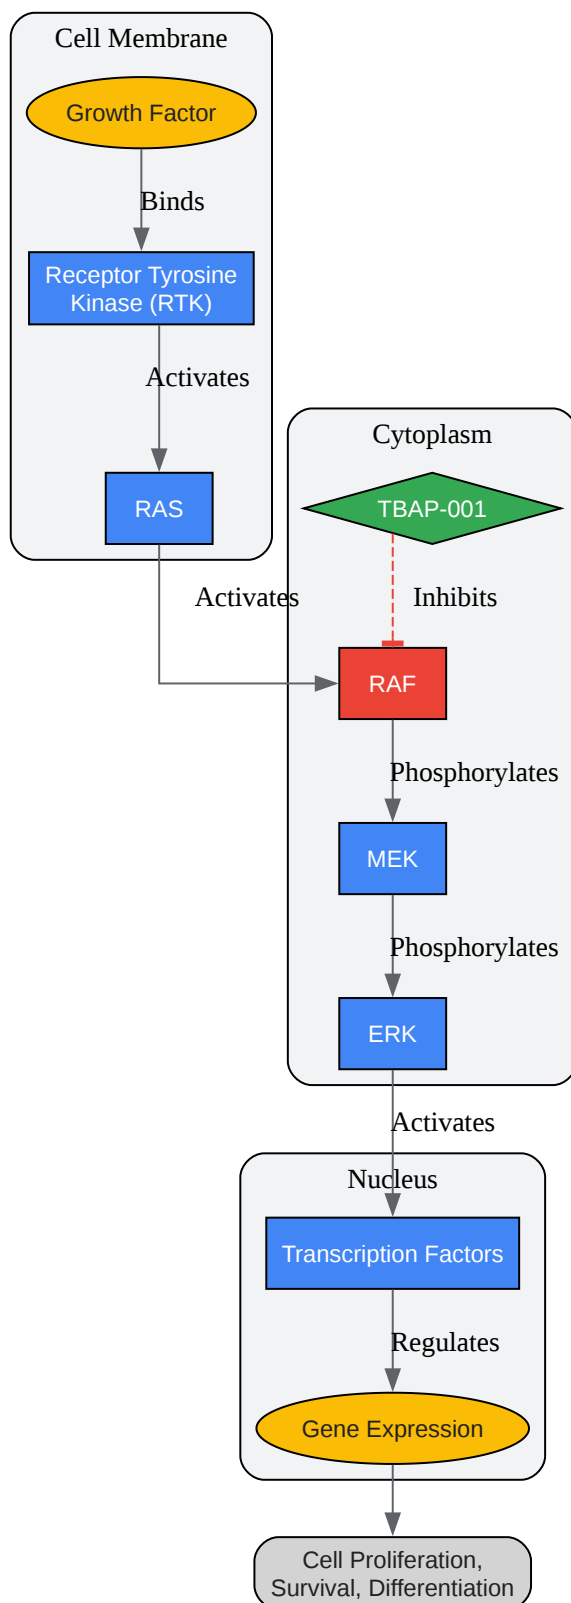 Cell Membrane
Growth Factor
Binds
Receptor Tyrosine
Kinase (RTK)
Activates
RAS
Activates
Cytoplasm
TBAP-001
Inhibits
RAF
Phosphorylates
MEK
Phosphorylates
ERK
Activates
Nucleus
Transcription Factors
Regulates
Gene Expression
Cell Proliferation,
Survival, Differentiation